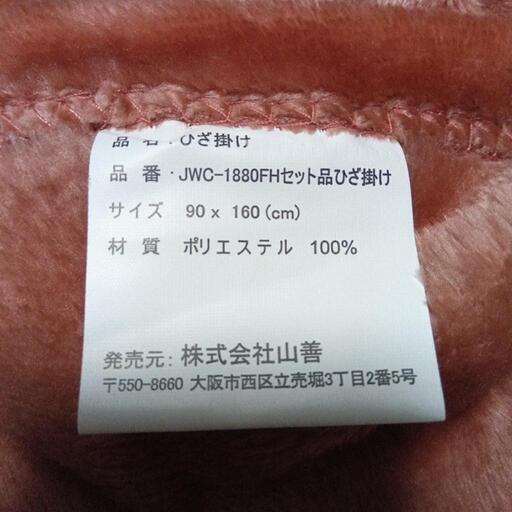 品 名・ひざ掛け
品 番・JWC-1880FHセット品ひざ掛け
サイズ 90 x 160(cm)
材 質 ポリエステル 100%
発売元: 株式会社山善
〒550-8660 大阪市西区立売堀3丁目2番5号